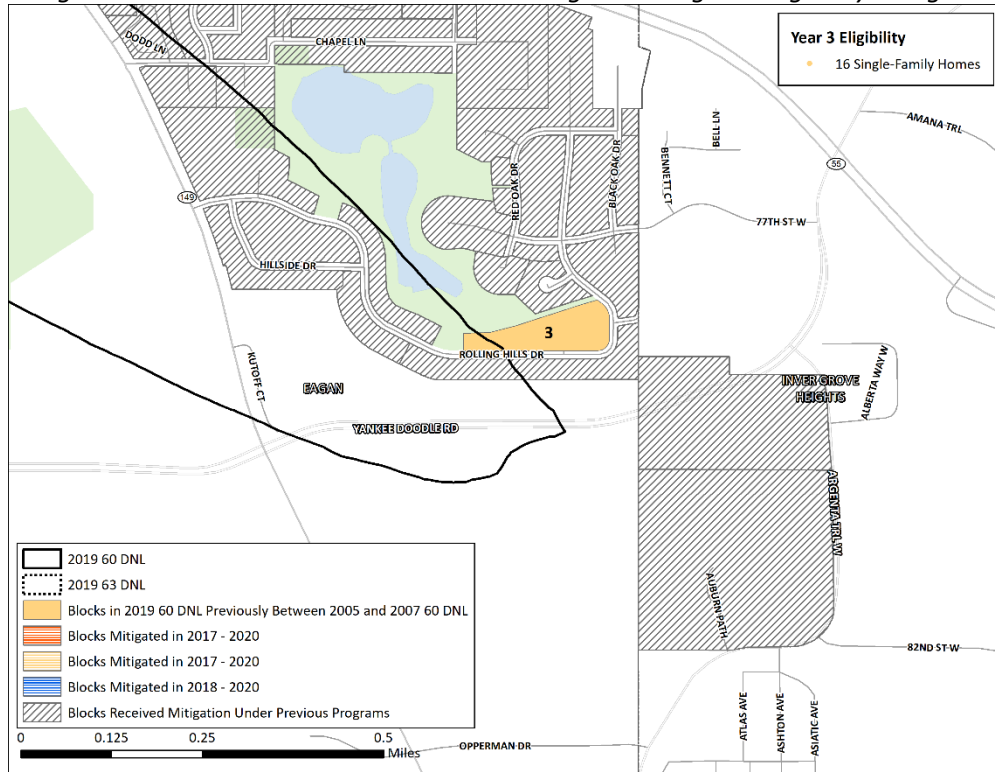 DODD LN
CHAPEL LN
Year 3 Eligibility
16 Single-Family Homes
AMANA TRL
BELL LN
BENNETT CT
55
149
RED OAK DR
BLACK OAK DR
77TH ST W
HILLSIDE DR
3
ROLLING HILLS DR
KUTOFF CT
EAGAN
INVER GROVE
HEIGHTS
ALBERTA WAY W
YANKEE DOODLE RD
ARGENTA TRL W
AUBURN PATH
82ND ST W
ATLAS AVE
ASHTON AVE
ASIATIC AVE
OPPERMAN DR
2019 60 DNL
2019 63 DNL
Blocks in 2019 60 DNL Previously Between 2005 and 2007 60 DNL
Blocks Mitigated in 2017 - 2020
Blocks Mitigated in 2017 - 2020
Blocks Mitigated in 2018 - 2020
Blocks Received Mitigation Under Previous Programs
0 0.125 0.25 0.5
Miles